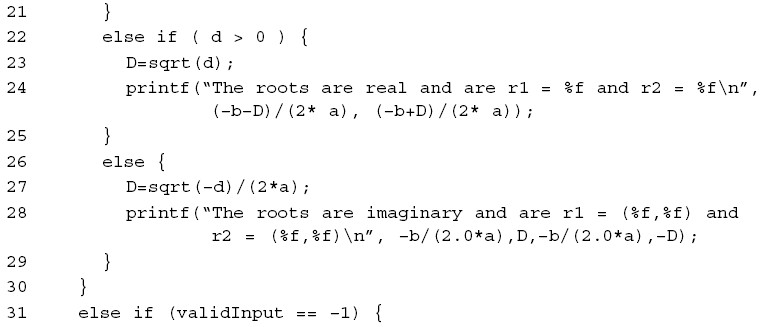 21 }
22 else if ( d > 0 ) {
23 D=sqrt(d);
24 printf(“The roots are real and are r1 = %f and r2 = %f\n”,
(-b-D)/(2* a), (-b+D)/(2* a));
25 }
26 else {
27 D=sqrt(-d)/(2*a);
28 printf(“The roots are imaginary and are r1 = (%f,%f) and
r2 = (%f,%f)\n”, -b/(2.0*a),D,-b/(2.0*a),-D);
29 }
30 }
31 else if (validInput == -1) {